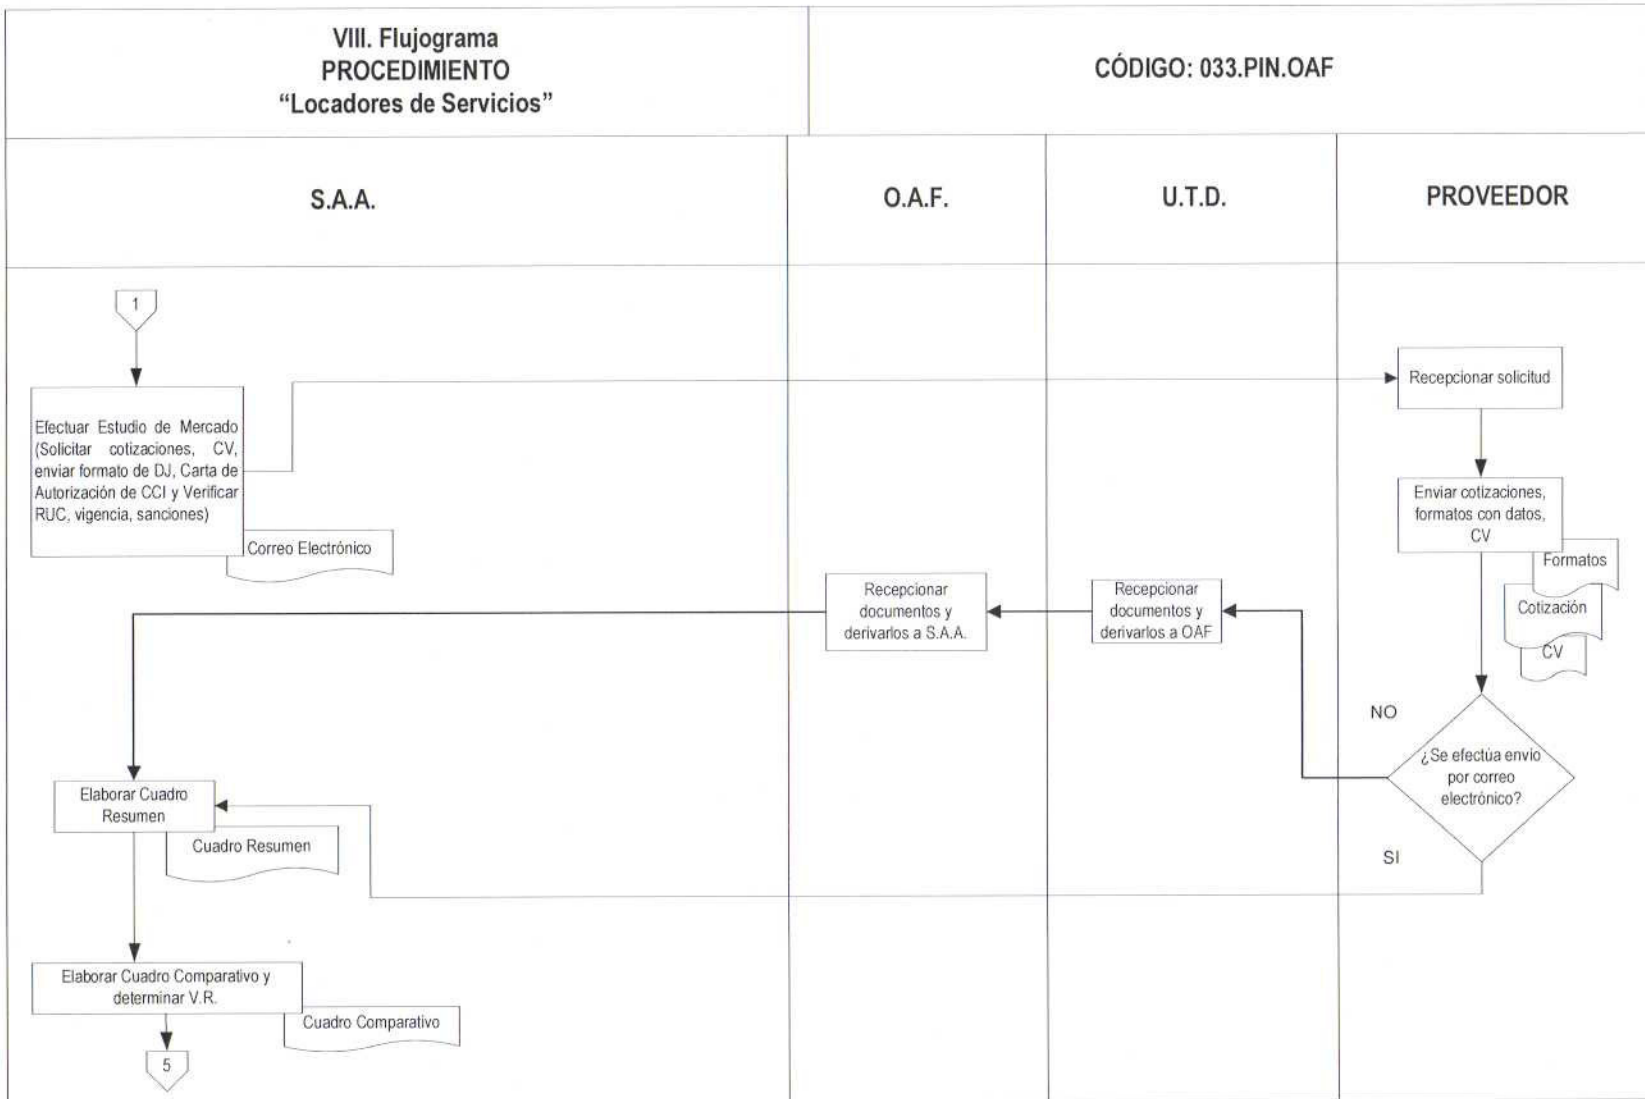 VIII. Flujograma
PROCEDIMIENTO
“Locadores de Servicios”
CÓDIGO: 033.PIN.OAF
S.A.A.
O.A.F.
U.T.D.
PROVEEDOR
1
Efectuar Estudio de Mercado
(Solicitar cotizaciones, CV,
enviar formato de DJ, Carta de
Autorización de CCI y Verificar
RUC, vigencia, sanciones)
Correo Electrónico
Recepcionar solicitud
Enviar cotizaciones,
formatos con datos,
CV
Formatos
Cotización
CV
Recepcionar
documentos y
derivarlos a S.A.A.
Recepcionar
documentos y
derivarlos a OAF
NO
¿Se efectúa envío
por correo
electrónico?
SI
Elaborar Cuadro
Resumen
Cuadro Resumen
Elaborar Cuadro Comparativo y
determinar V.R.
Cuadro Comparativo
5